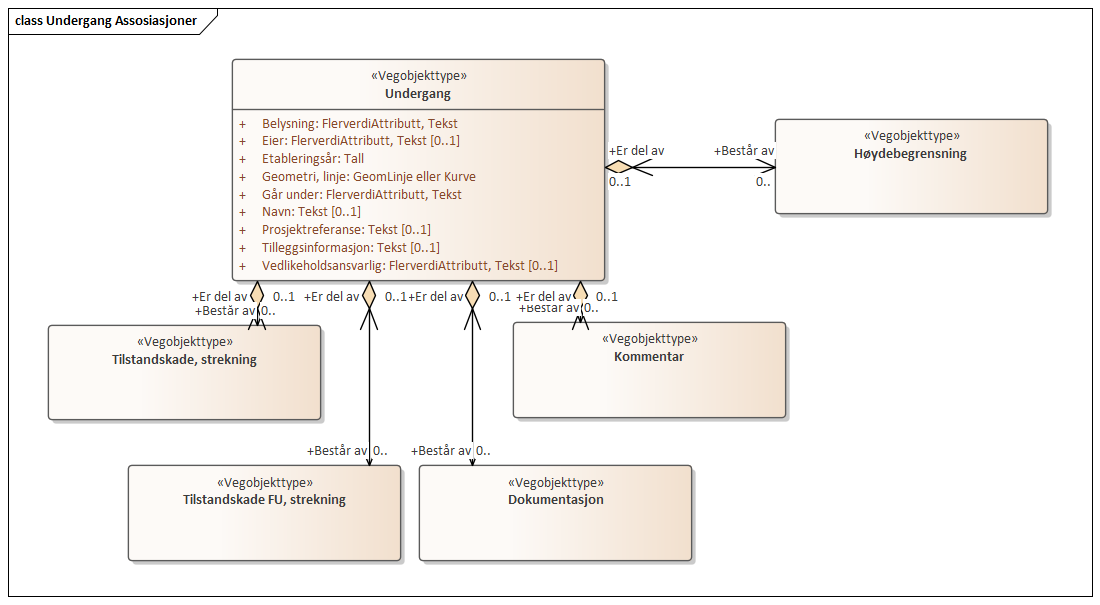 class Undergang Assosiasjoner
«Vegobjekttype»
Undergang
+ Belysning: FlerverdiAttributt, Tekst
+ Eier: FlerverdiAttributt, Tekst [0..1]
+ Etableringsår: Tall
+ Geometri, linje: GeomLinje eller Kurve
+ Går under: FlerverdiAttributt, Tekst
+ Navn: Tekst [0..1]
+ Prosjektreferanse: Tekst [0..1]
+ Tilleggsinformasjon: Tekst [0..1]
+ Vedlikeholdsansvarlig: FlerverdiAttributt, Tekst [0..1]
+Er del av
0..1
+Består av
0..
«Vegobjekttype»
Høydebegrensning
+Er del av 0..1 +Er del av 0..1 +Er del av 0..1 +Er del av 0..1
+Består av 0.. +Består av 0..
«Vegobjekttype»
Tilstandskade, strekning
«Vegobjekttype»
Kommentar
+Består av 0.. +Består av 0..
«Vegobjekttype»
Tilstandskade FU, strekning
«Vegobjekttype»
Dokumentasjon